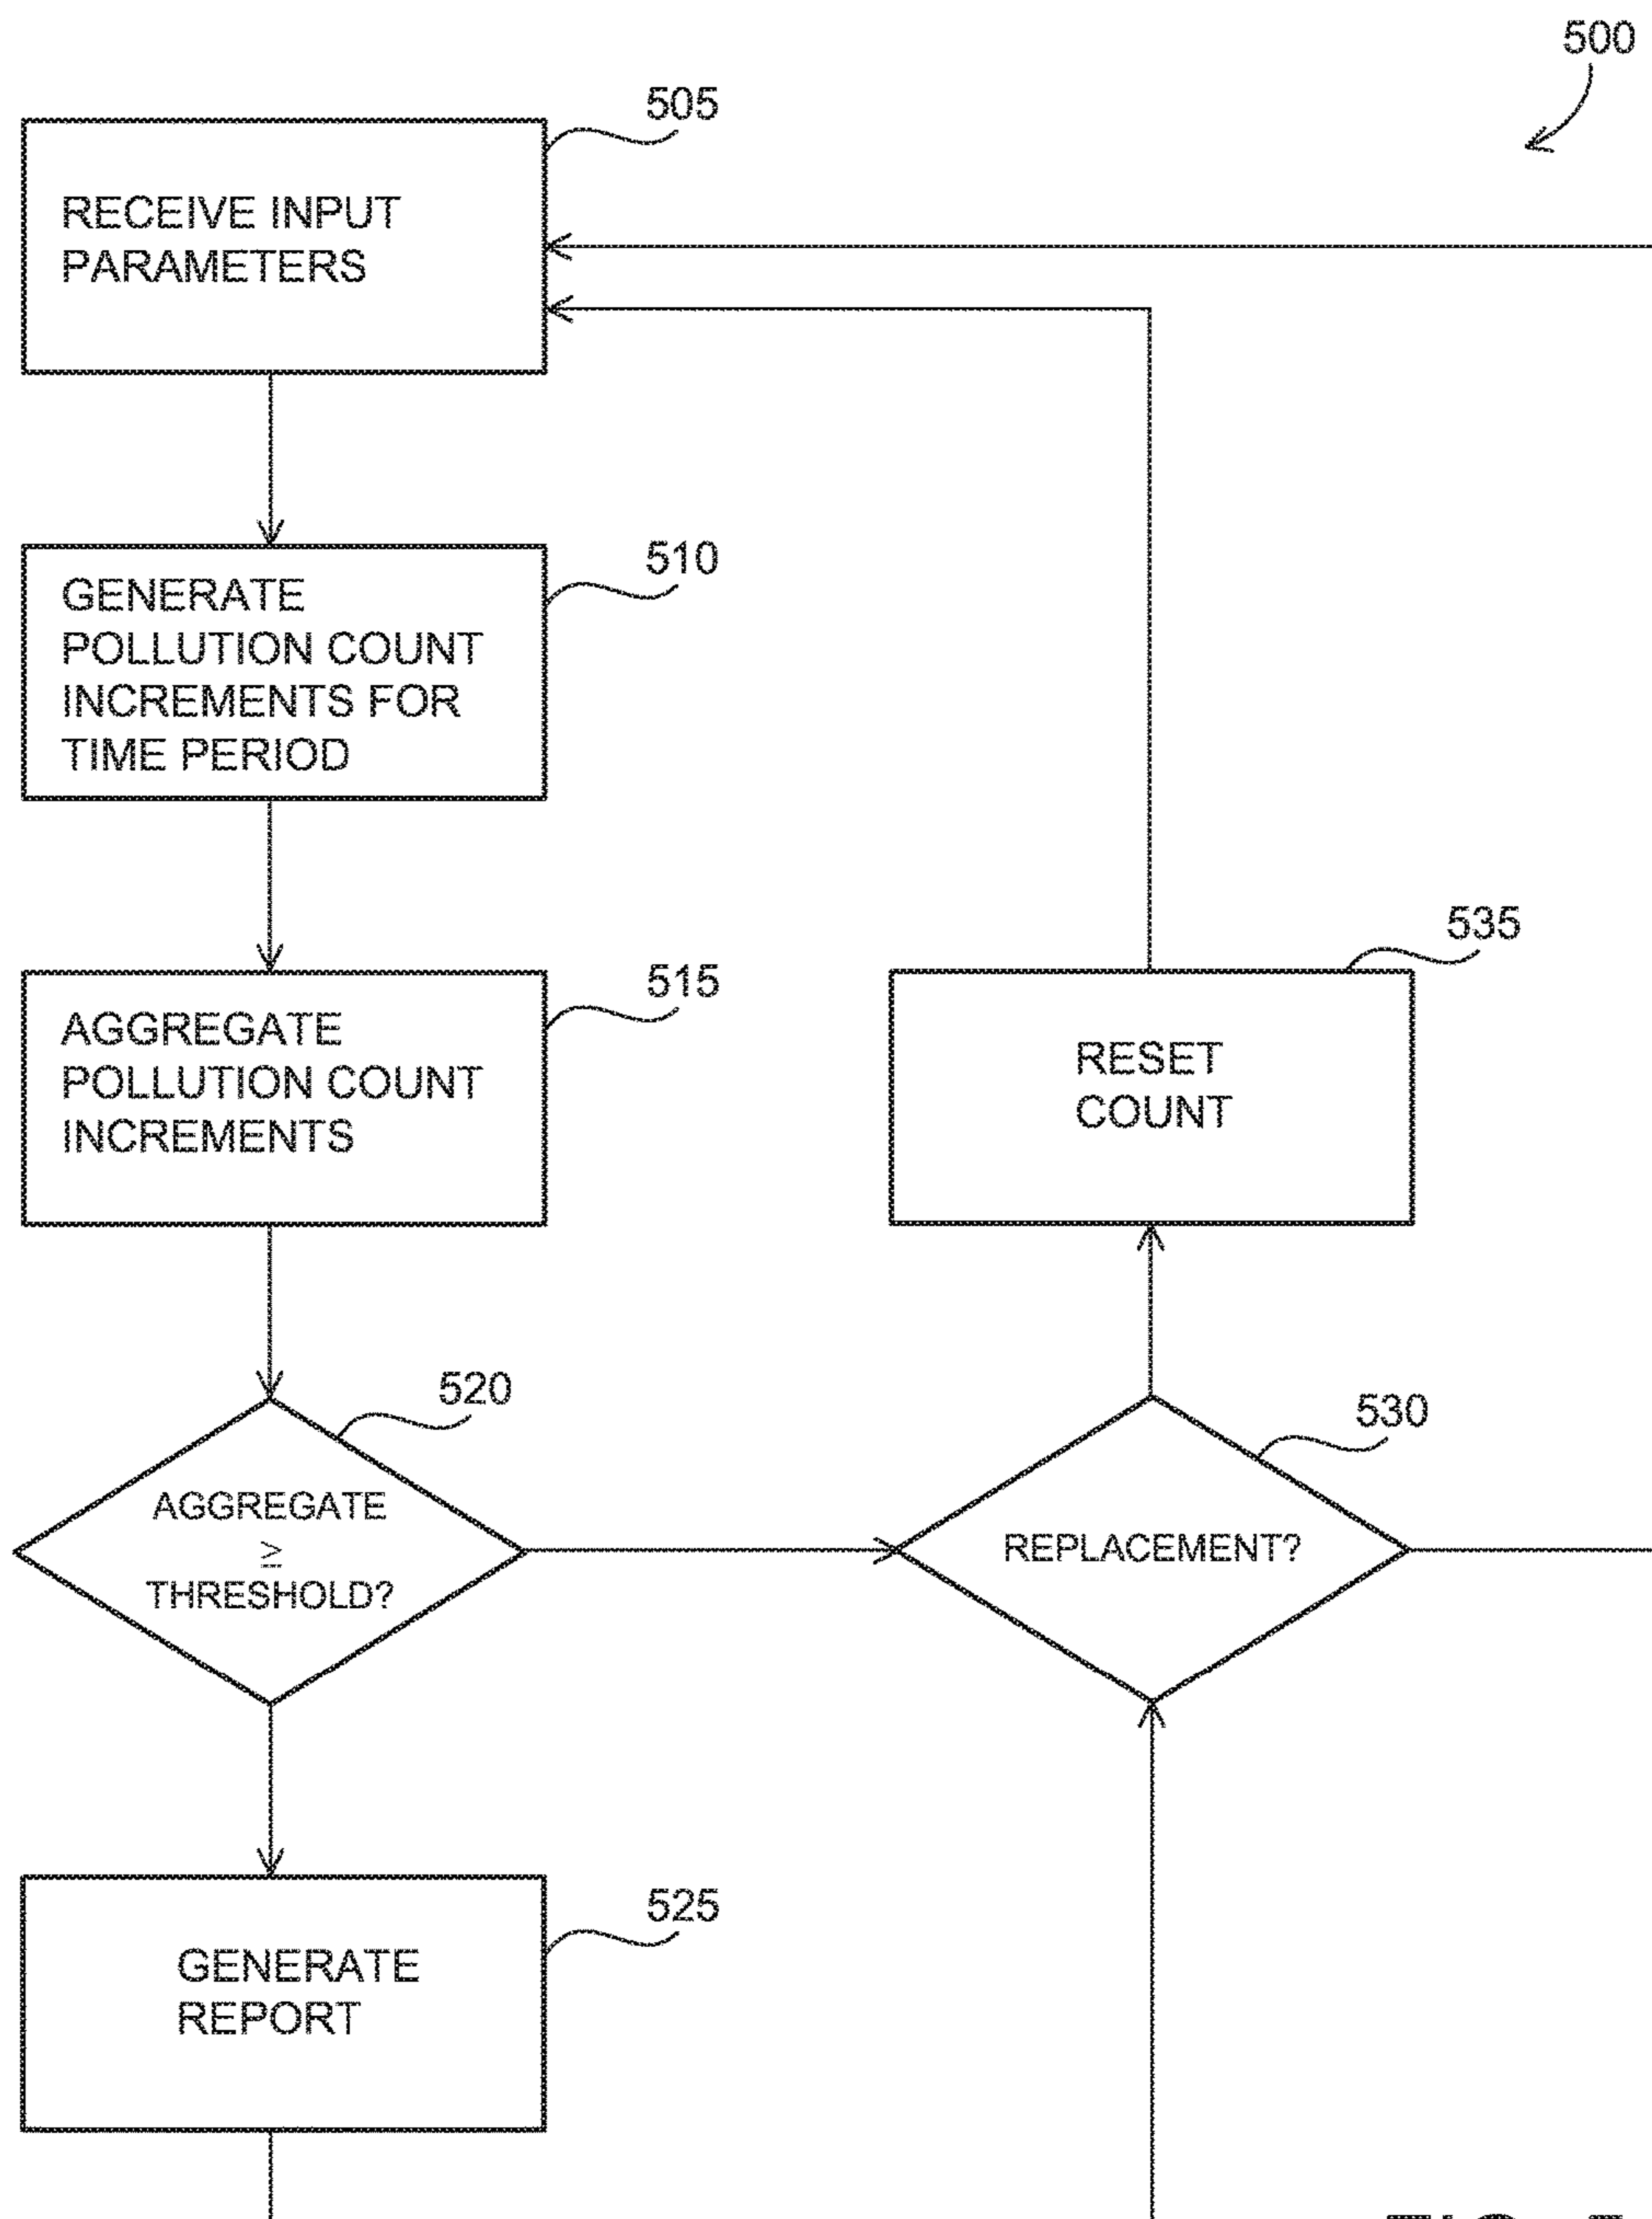 500
505
RECEIVE INPUT
PARAMETERS
510
GENERATE
POLLUTION COUNT
INCREMENTS FOR
TIME PERIOD
515
AGGREGATE
POLLUTION COUNT
INCREMENTS
535
RESET
COUNT
520
AGGREGATE
≥
THRESHOLD?
530
REPLACEMENT?
525
GENERATE
REPORT